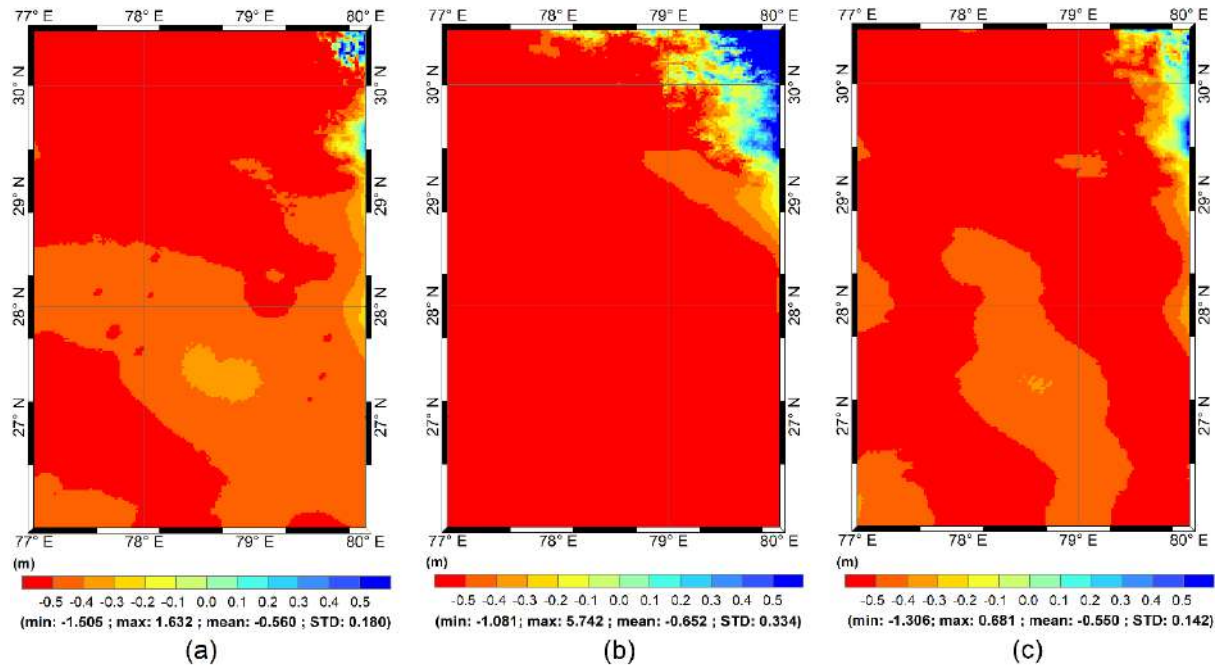 77° E 78° E 79° E 80° E
77° E 78° E 79° E 80° E
77° E 78° E 79° E 80° E
30° N 30° N 30° N 30° N 30° N 30° N
29° N 29° N 29° N 29° N 29° N 29° N
28° N 28° N 28° N 28° N 28° N 28° N
27° N 27° N 27° N 27° N 27° N 27° N
77° E 78° E 79° E 80° E
77° E 78° E 79° E 80° E
77° E 78° E 79° E 80° E
(m)
-0.5 -0.4 -0.3 -0.2 -0.1 0.0 0.1 0.2 0.3 0.4 0.5
(min: -1.505 ; max: 1.632 ; mean: -0.560 ; STD: 0.180)
(a)
(m)
-0.5 -0.4 -0.3 -0.2 -0.1 0.0 0.1 0.2 0.3 0.4 0.5
(min: -1.081; max: 5.742 ; mean: -0.652 ; STD: 0.334)
(b)
(m)
-0.5 -0.4 -0.3 -0.2 -0.1 0.0 0.1 0.2 0.3 0.4 0.5
(min: -1.306; max: 0.681 ; mean: -0.550 ; STD: 0.142)
(c)